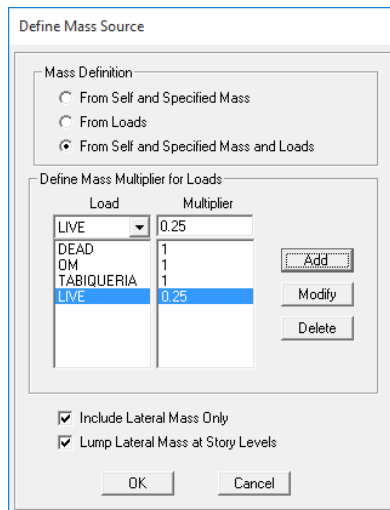 Define Mass Source
Mass Definition
From Self and Specified Mass
From Loads
From Self and Specified Mass and Loads
Define Mass Multiplier for Loads
Load Multiplier
LIVE 0.25
DEAD 1
OM 1
TABIQUERIA 1
LIVE 0.25
Add
Modify
Delete
Include Lateral Mass Only
Lump Lateral Mass at Story Levels
OK Cancel